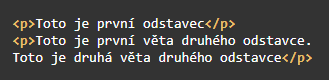 <p>Toto je první odstavec</p>
<p>Toto je první věta druhého odstavce.
Toto je druhá věta druhého odstavce</p>